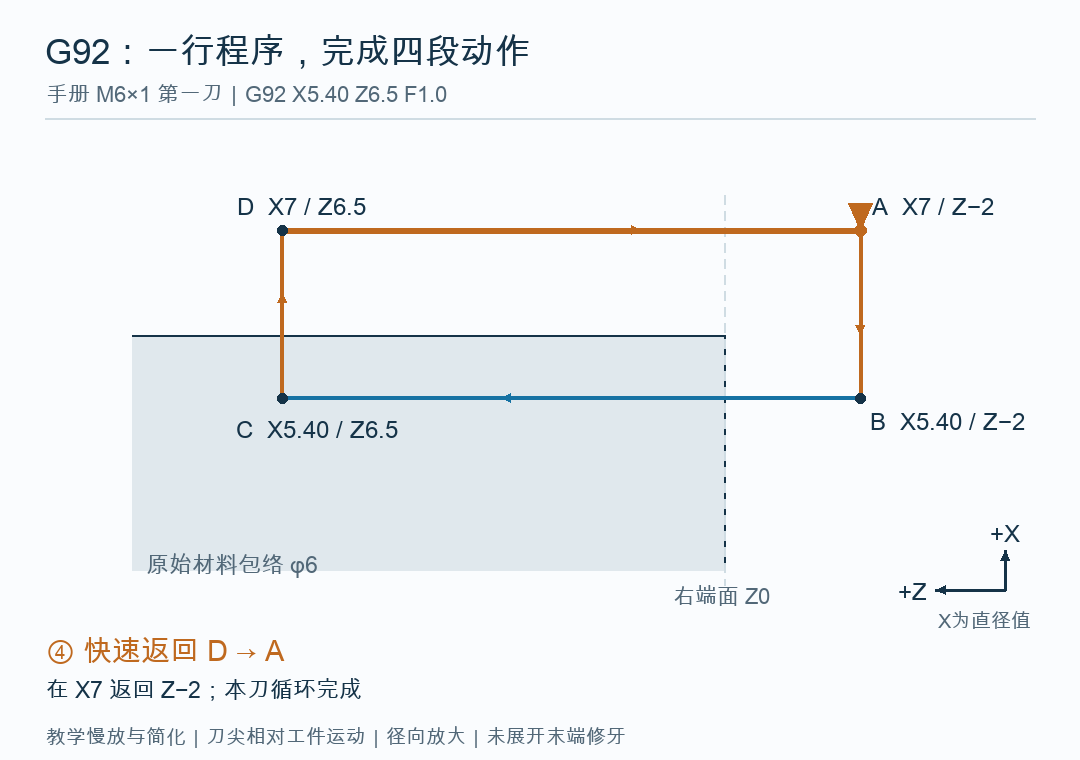 G92：一行程序，完成四段动作
手册 M6×1 第一刀 | G92 X5.40 Z6.5 F1.0
D X7 / Z6.5
A X7 / Z−2
C X5.40 / Z6.5
B X5.40 / Z−2
原始材料包络 φ6
右端面 Z0
+X
+Z
X为直径值
④ 快速返回 D → A
在 X7 返回 Z−2；本刀循环完成
教学慢放与简化 | 刀尖相对工件运动 | 径向放大 | 未展开末端修牙